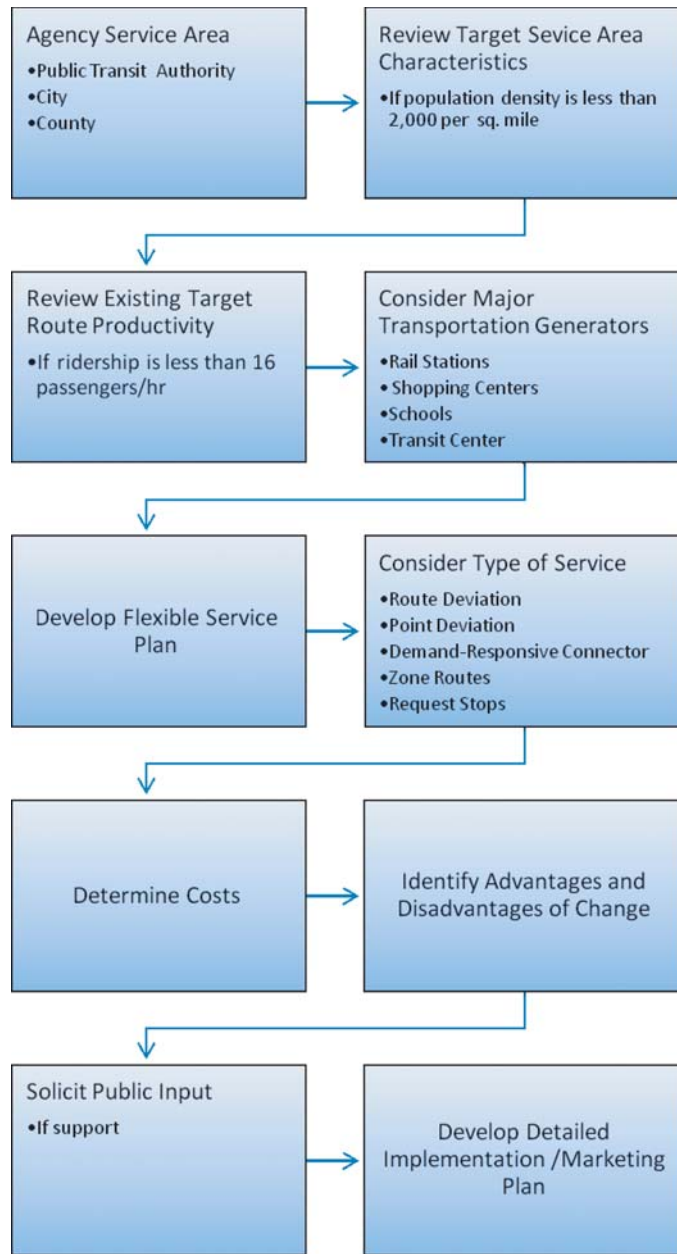 Agency Service Area
•Public Transit Authority
•City
•County
Review Target Sevice Area
Characteristics
•If population density is less than
2,000 per sq. mile
Review Existing Target
Route Productivity
•If ridership is less than 16
passengers/hr
Consider Major
Transportation Generators
•Rail Stations
•Shopping Centers
•Schools
•Transit Center
Develop Flexible Service
Plan
Consider Type of Service
•Route Deviation
•Point Deviation
•Demand-Responsive Connector
•Zone Routes
•Request Stops
Determine Costs
Identify Advantages and
Disadvantages of Change
Solicit Public Input
•If support
Develop Detailed
Implementation /Marketing
Plan